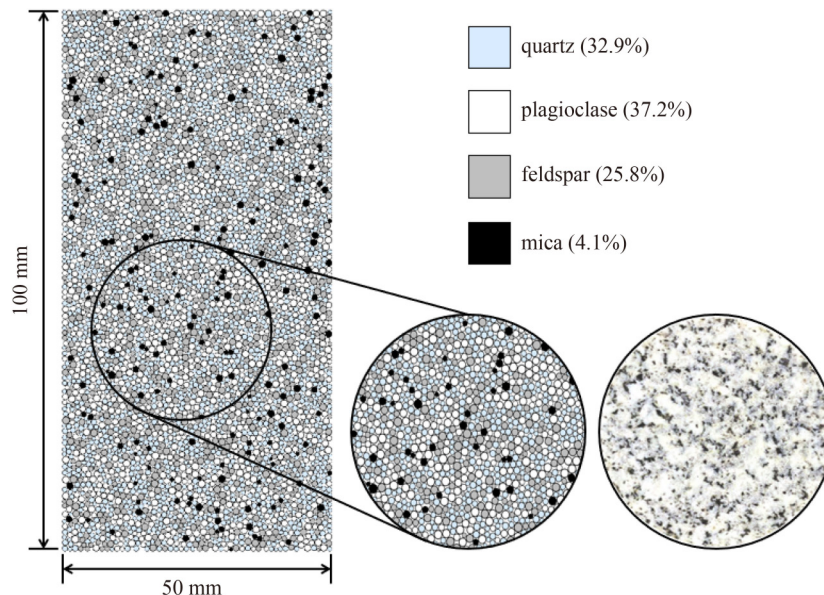 quartz (32.9%)
plagioclase (37.2%)
feldspar (25.8%)
mica (4.1%)
100 mm
50 mm